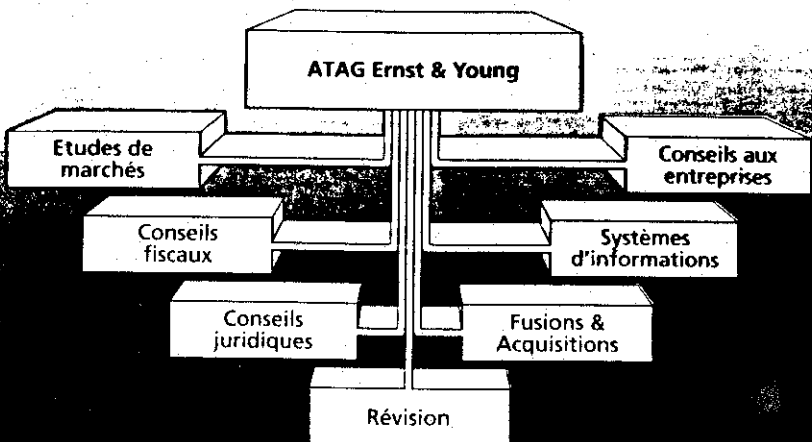 ATAG Ernst & Young
Etudes de
marchés
Conseils aux
entreprises
Conseils
fiscaux
Systèmes
d'informations
Conseils
juridiques
Fusions &
Acquisitions
Révision